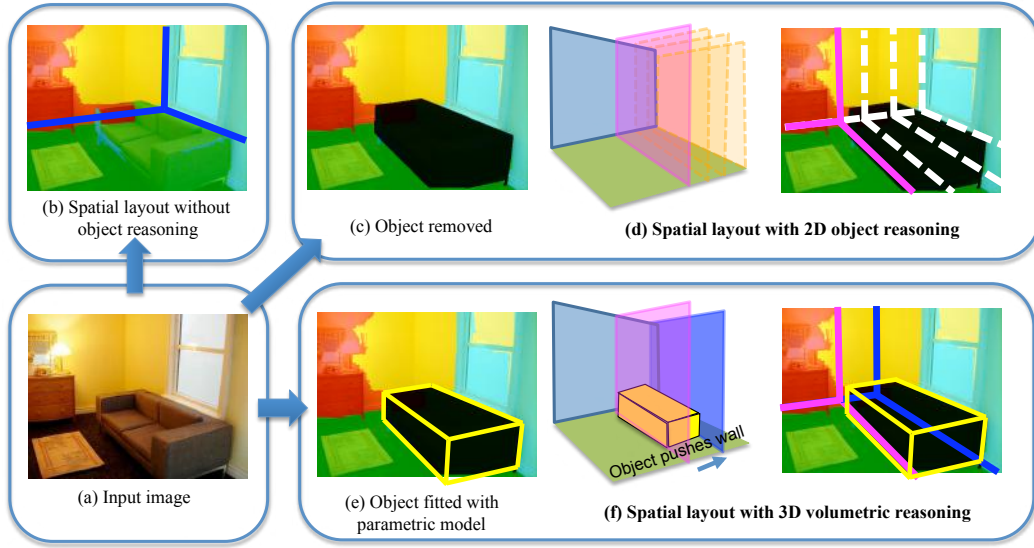 (b) Spatial layout without
object reasoning
(c) Object removed
(d) Spatial layout with 2D object reasoning
(a) Input image
(e) Object fitted with
parametric model
Object pushes wall
(f) Spatial layout with 3D volumetric reasoning